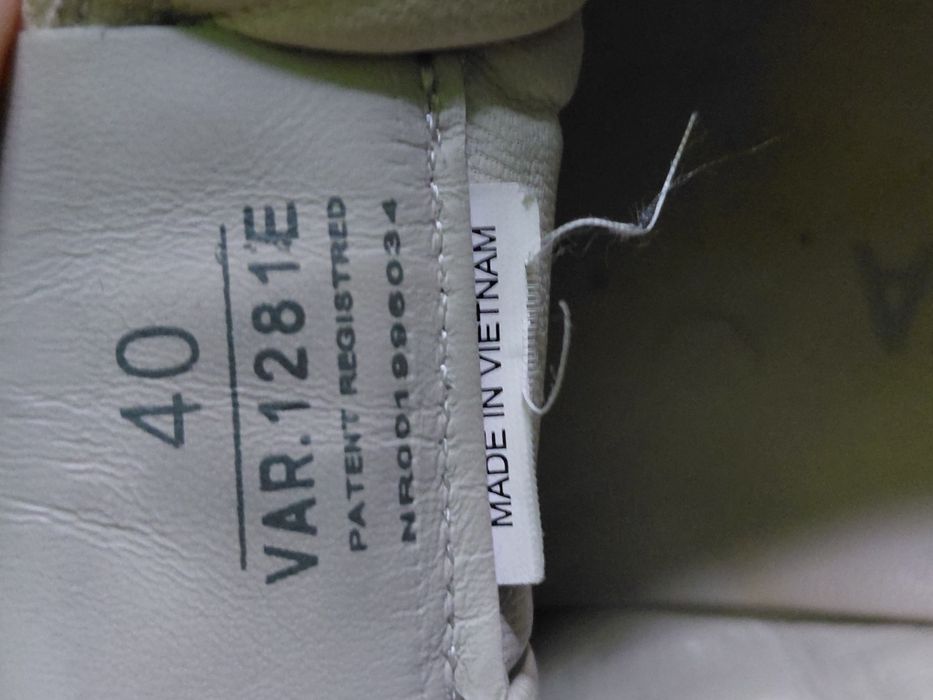 40
VAR.1281E
PATENT REGISTRED
NR001996034
MADE IN VIETNAM
A